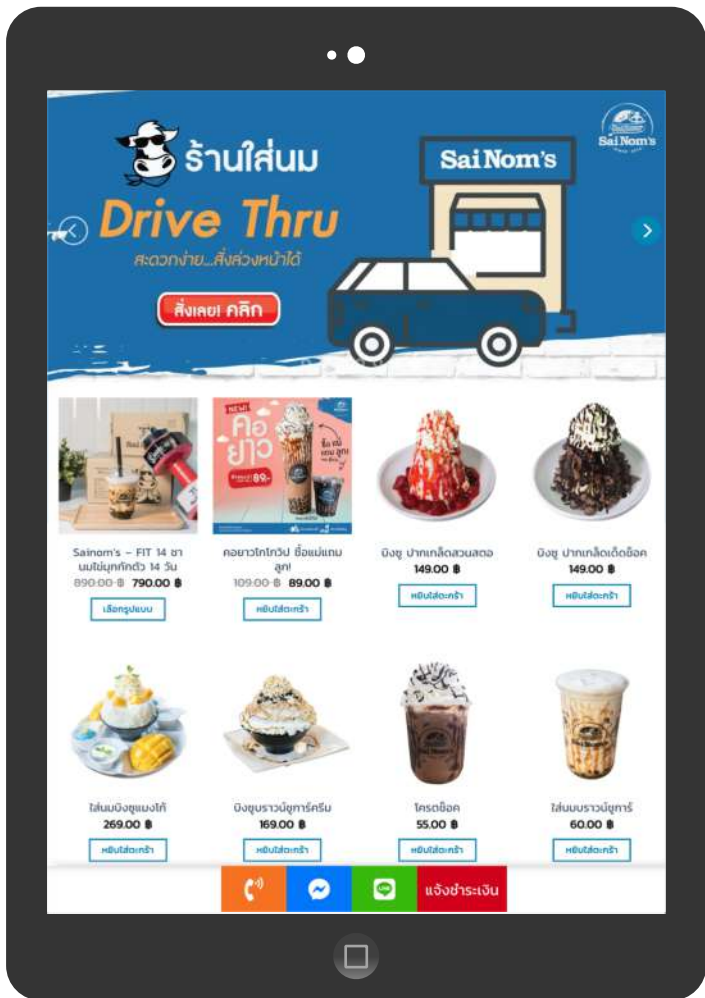 ร้านใส่นม
Drive Thru
สะดวกง่าย...สั่งล่วงหน้าได้
สั่งเลย! คลิก
SaiNom's
Sai Nom's
NEW!
คอ
ยาว
89.-
Sainom's – FIT 14 ชา
นมไข่มุกกักตัว 14 วัน
890.00 ฿ 790.00 ฿
เลือกรูปแบบ
คอยาวโกโกวิป ซื้อแม่แถม
ลูก!
109.00 ฿ 89.00 ฿
หยิบใส่ตะกร้า
บิงซู ปากเกล็ดสวนสตอ
149.00 ฿
หยิบใส่ตะกร้า
บิงซู ปากเกล็ดเด็ดช็อค
149.00 ฿
หยิบใส่ตะกร้า
ใส่นมบิงซูแมงโก้
269.00 ฿
หยิบใส่ตะกร้า
บิงซูบราวน์ชูการ์ครีม
169.00 ฿
หยิบใส่ตะกร้า
โครตช็อค
55.00 ฿
หยิบใส่ตะกร้า
ใส่นมบราวน์ชูการ์
60.00 ฿
หยิบใส่ตะกร้า
LINE
แจ้งชำระเงิน